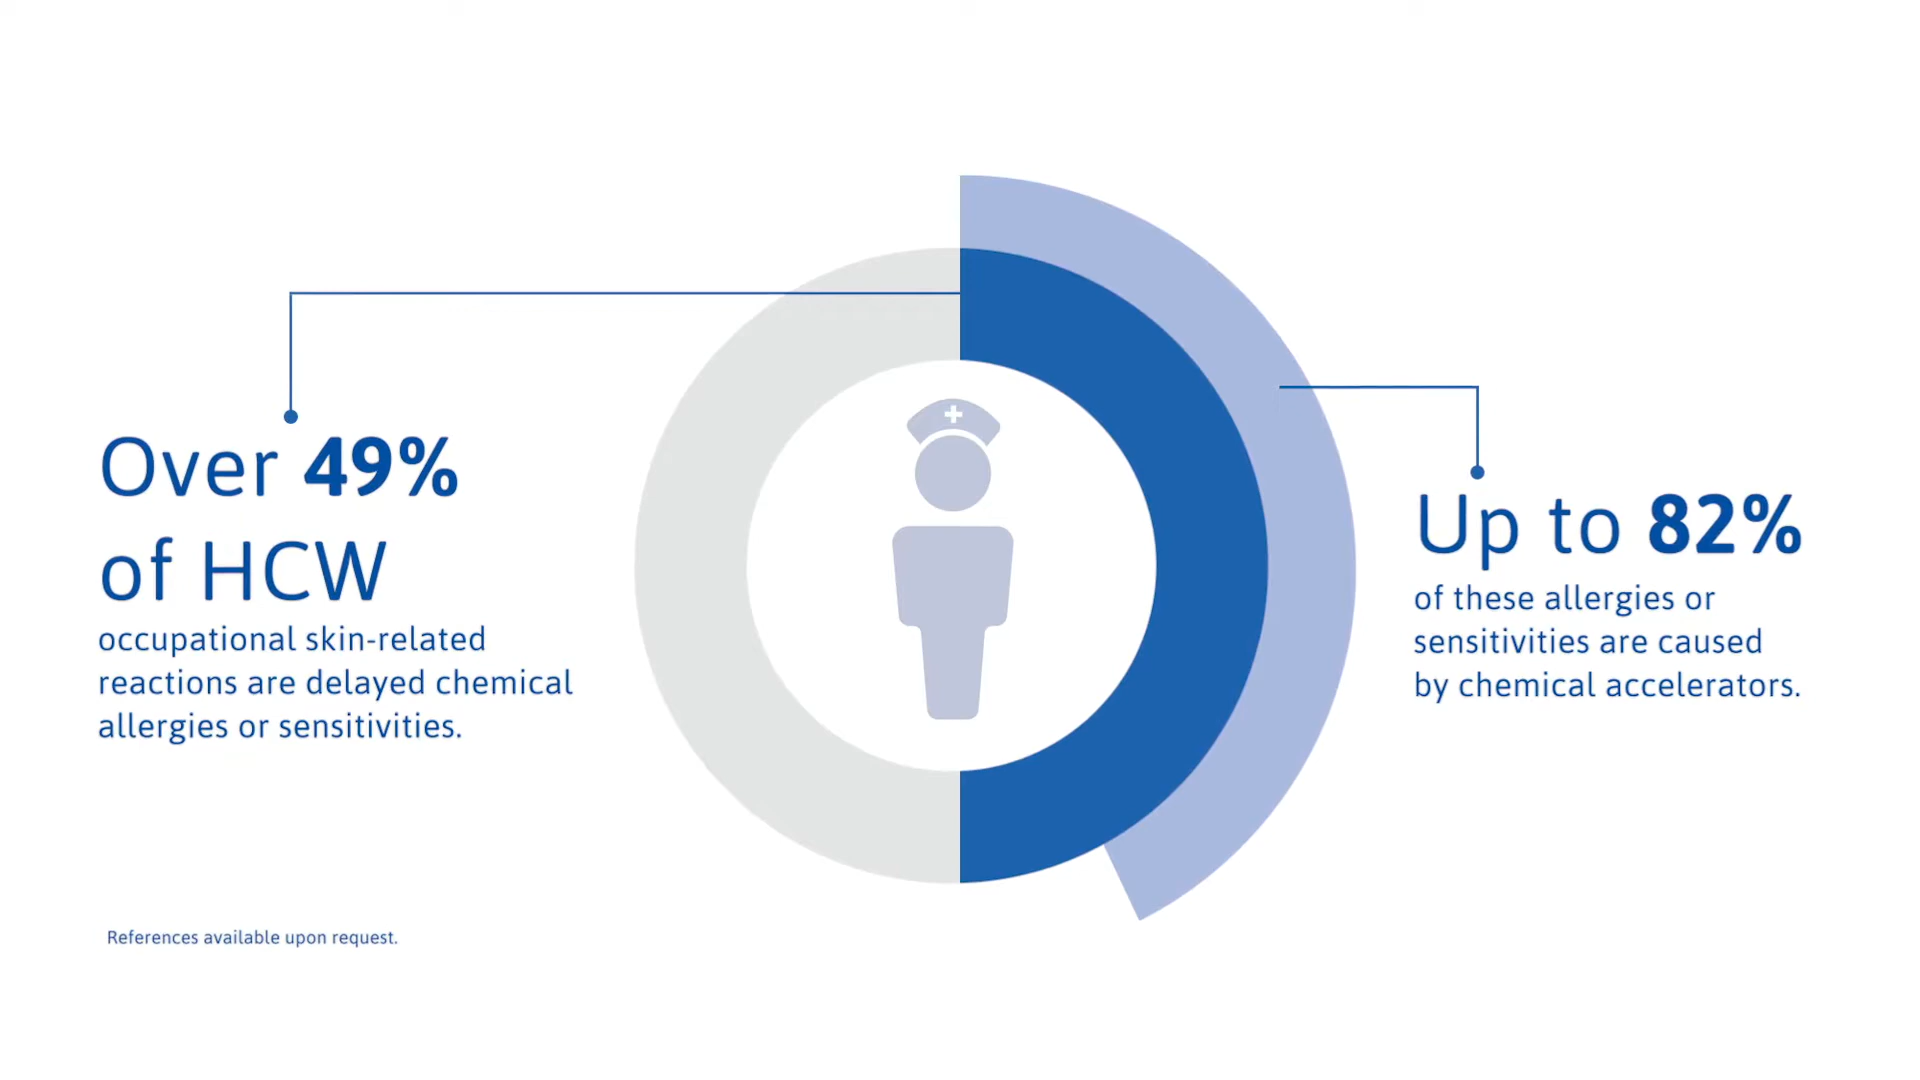 Over 49%
of HCW
occupational skin-related
reactions are delayed chemical
allergies or sensitivities.
Up to 82%
of these allergies or
sensitivities are caused
by chemical accelerators.
References available upon request.